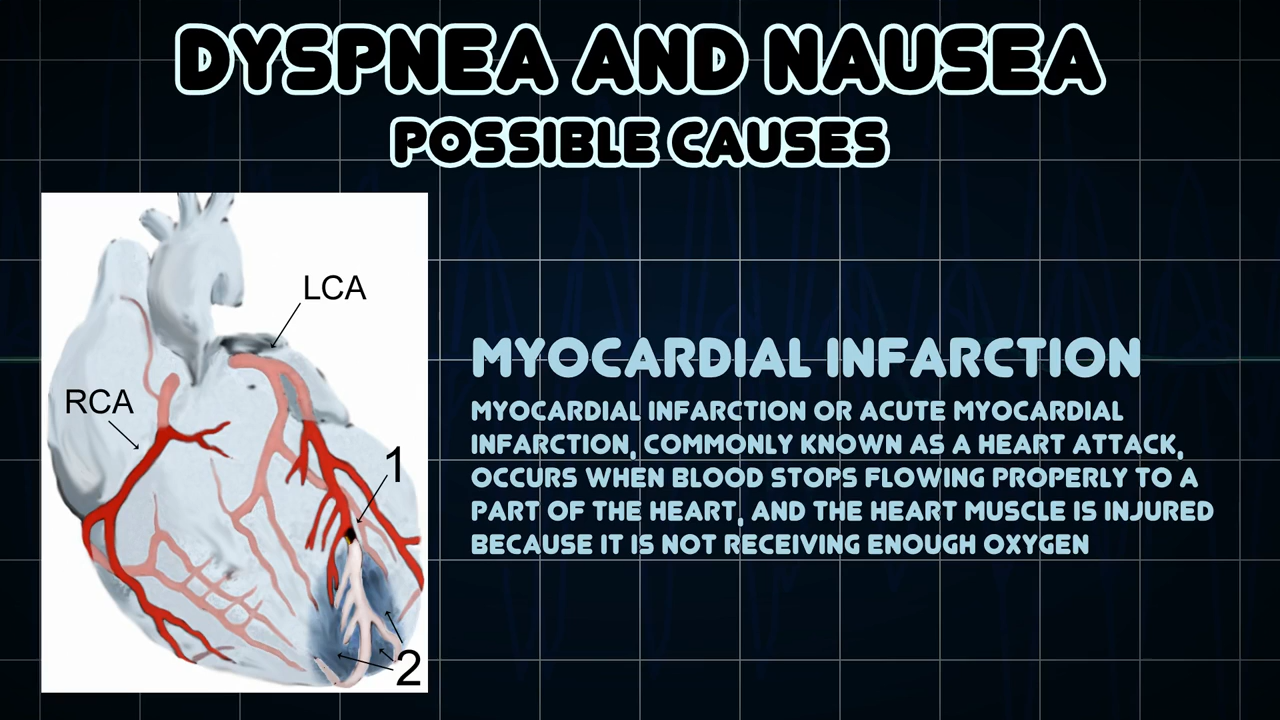 DYSPNEA AND NAUSEA
POSSIBLE CAUSES
LCA
RCA
1
2
MYOCARDIAL INFARCTION
MYOCARDIAL INFARCTION OR ACUTE MYOCARDIAL
INFARCTION, COMMONLY KNOWN AS A HEART ATTACK,
OCCURS WHEN BLOOD STOPS FLOWING PROPERLY TO A
PART OF THE HEART, AND THE HEART MUSCLE IS INJURED
BECAUSE IT IS NOT RECEIVING ENOUGH OXYGEN